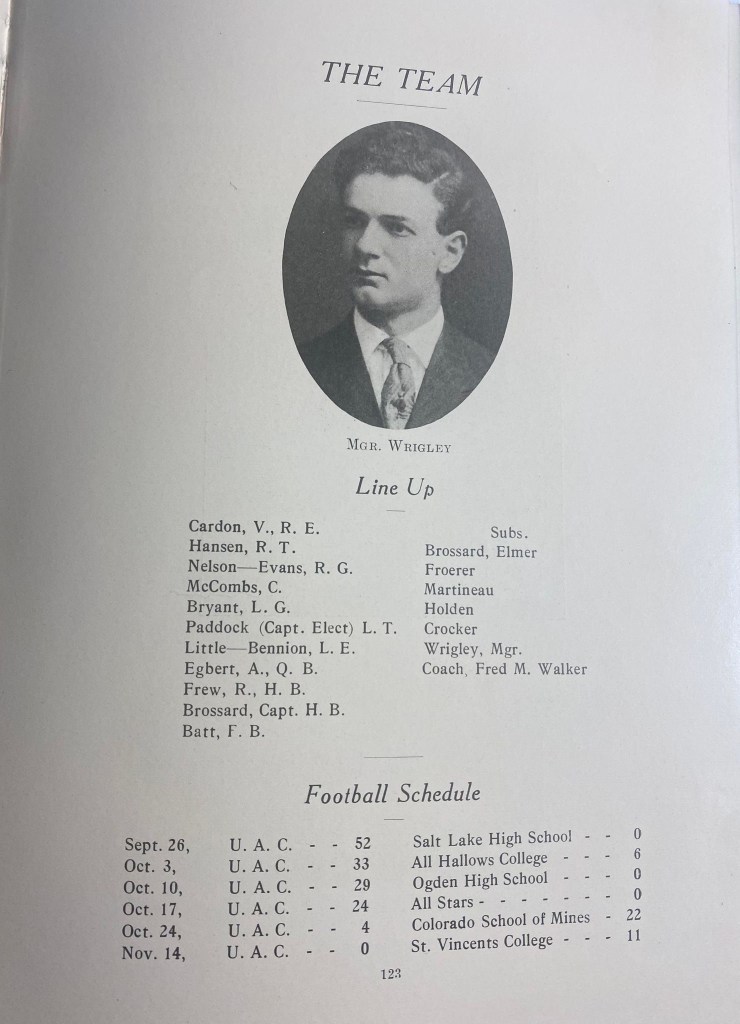 THE TEAM
MGR. WRIGLEY
Line Up
Cardon, V., R. E.
Hansen, R. T.
Nelson—Evans, R. G.
McCombs, C.
Bryant, L. G.
Paddock (Capt. Elect) L. T.
Little—Bennion, L. E.
Egbert, A., Q. B.
Frew, R., H. B.
Brossard, Capt. H. B.
Batt, F. B.
Subs.
Brossard, Elmer
Froerer
Martineau
Holden
Crocker
Wrigley, Mgr.
Coach, Fred M. Walker
Football Schedule
Sept. 26, U. A. C. - - 52 Salt Lake High School - - 0
Oct. 3, U. A. C. - - 33 All Hallows College - - - 6
Oct. 10, U. A. C. - - 29 Ogden High School - - - 0
Oct. 17, U. A. C. - - 24 All Stars - - - - - - - 0
Oct. 24, U. A. C. - - 4 Colorado School of Mines - 22
Nov. 14, U. A. C. - - 0 St. Vincents College - - - 11
123